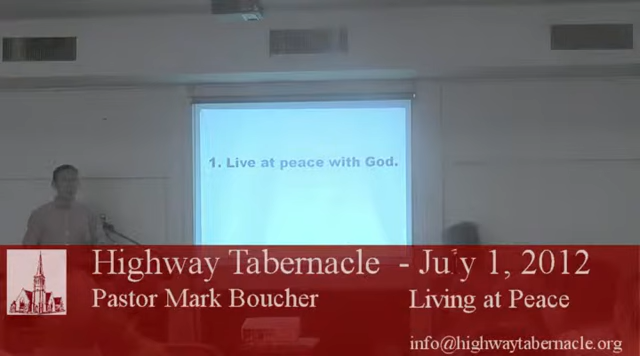 1. Live at peace with God.
Highway Tabernacle - July 1, 2012
Pastor Mark Boucher
Living at Peace
info@highwaytabernacle.org